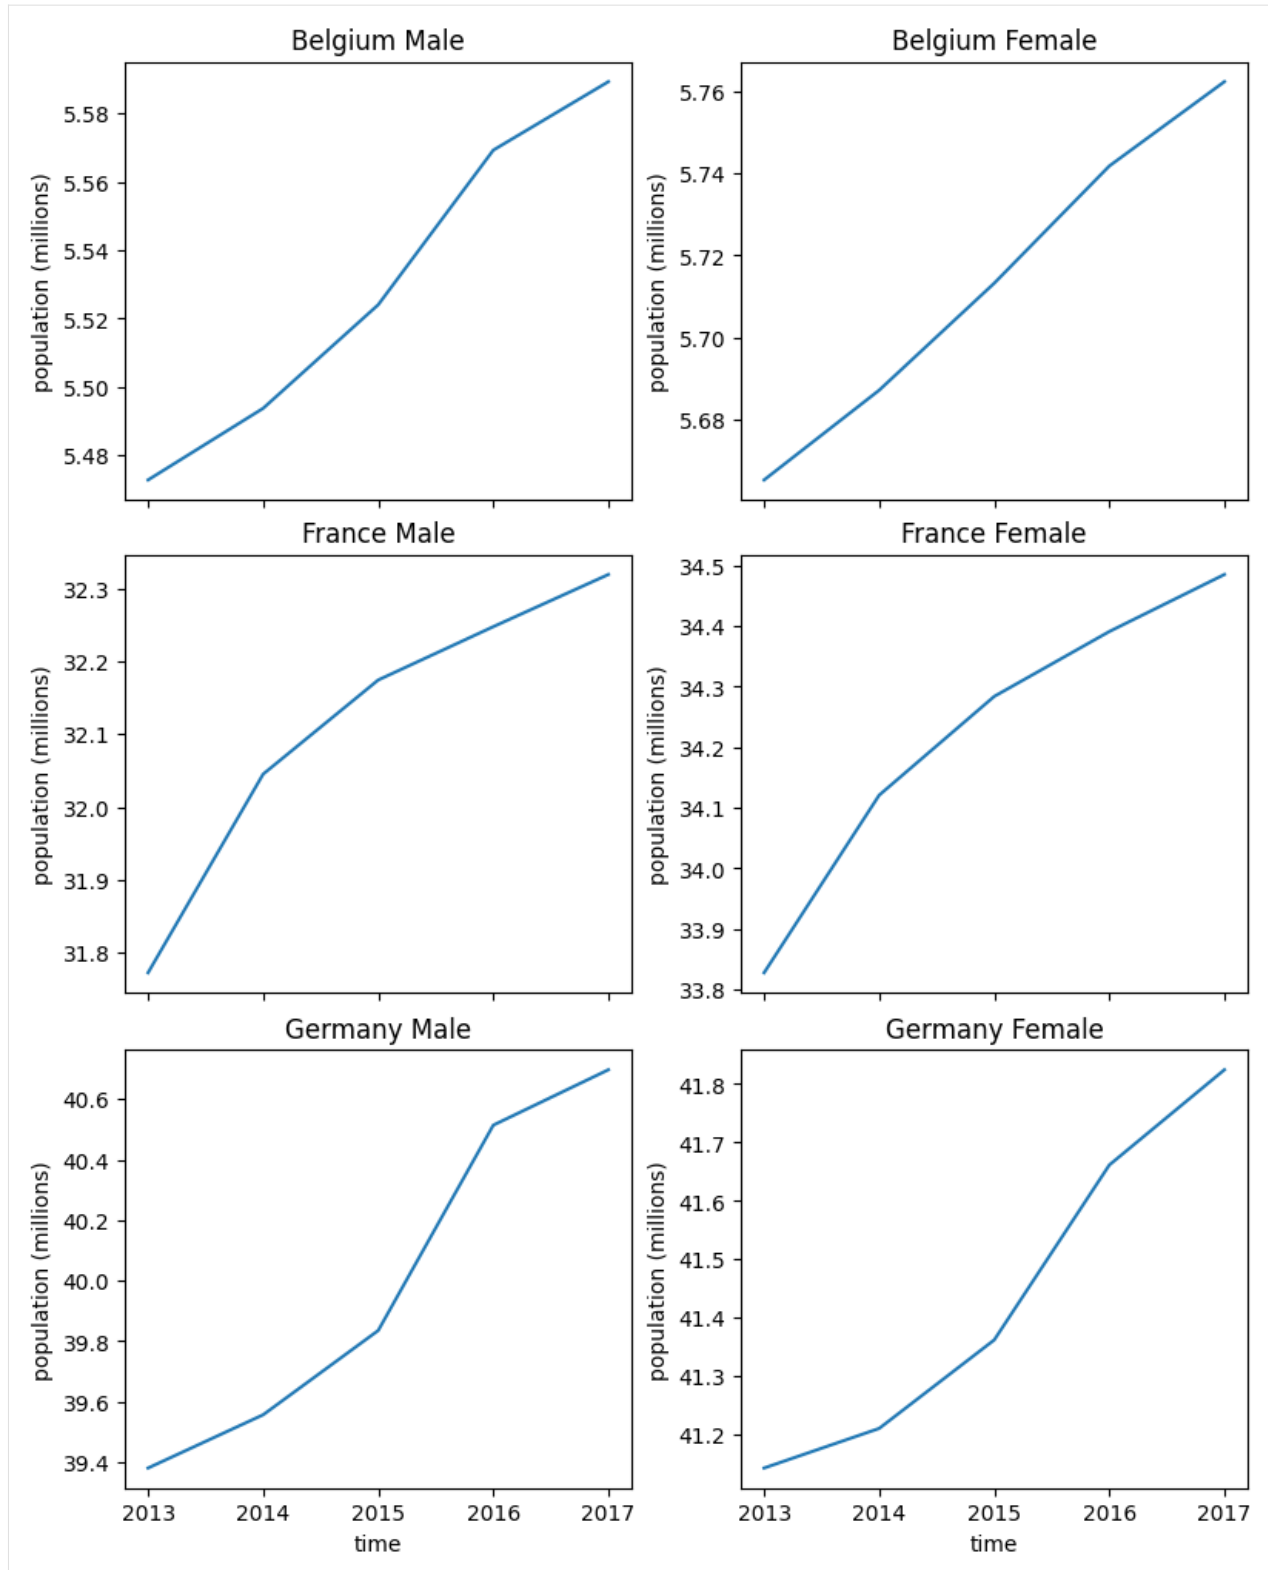 Belgium Male
population (millions)
5.58
5.56
5.54
5.52
5.50
5.48
Belgium Female
population (millions)
5.76
5.74
5.72
5.70
5.68
France Male
population (millions)
32.3
32.2
32.1
32.0
31.9
31.8
France Female
population (millions)
34.5
34.4
34.3
34.2
34.1
34.0
33.9
33.8
Germany Male
population (millions)
40.6
40.4
40.2
40.0
39.8
39.6
39.4
2013 2014 2015 2016 2017
time
Germany Female
population (millions)
41.8
41.7
41.6
41.5
41.4
41.3
41.2
2013 2014 2015 2016 2017
time